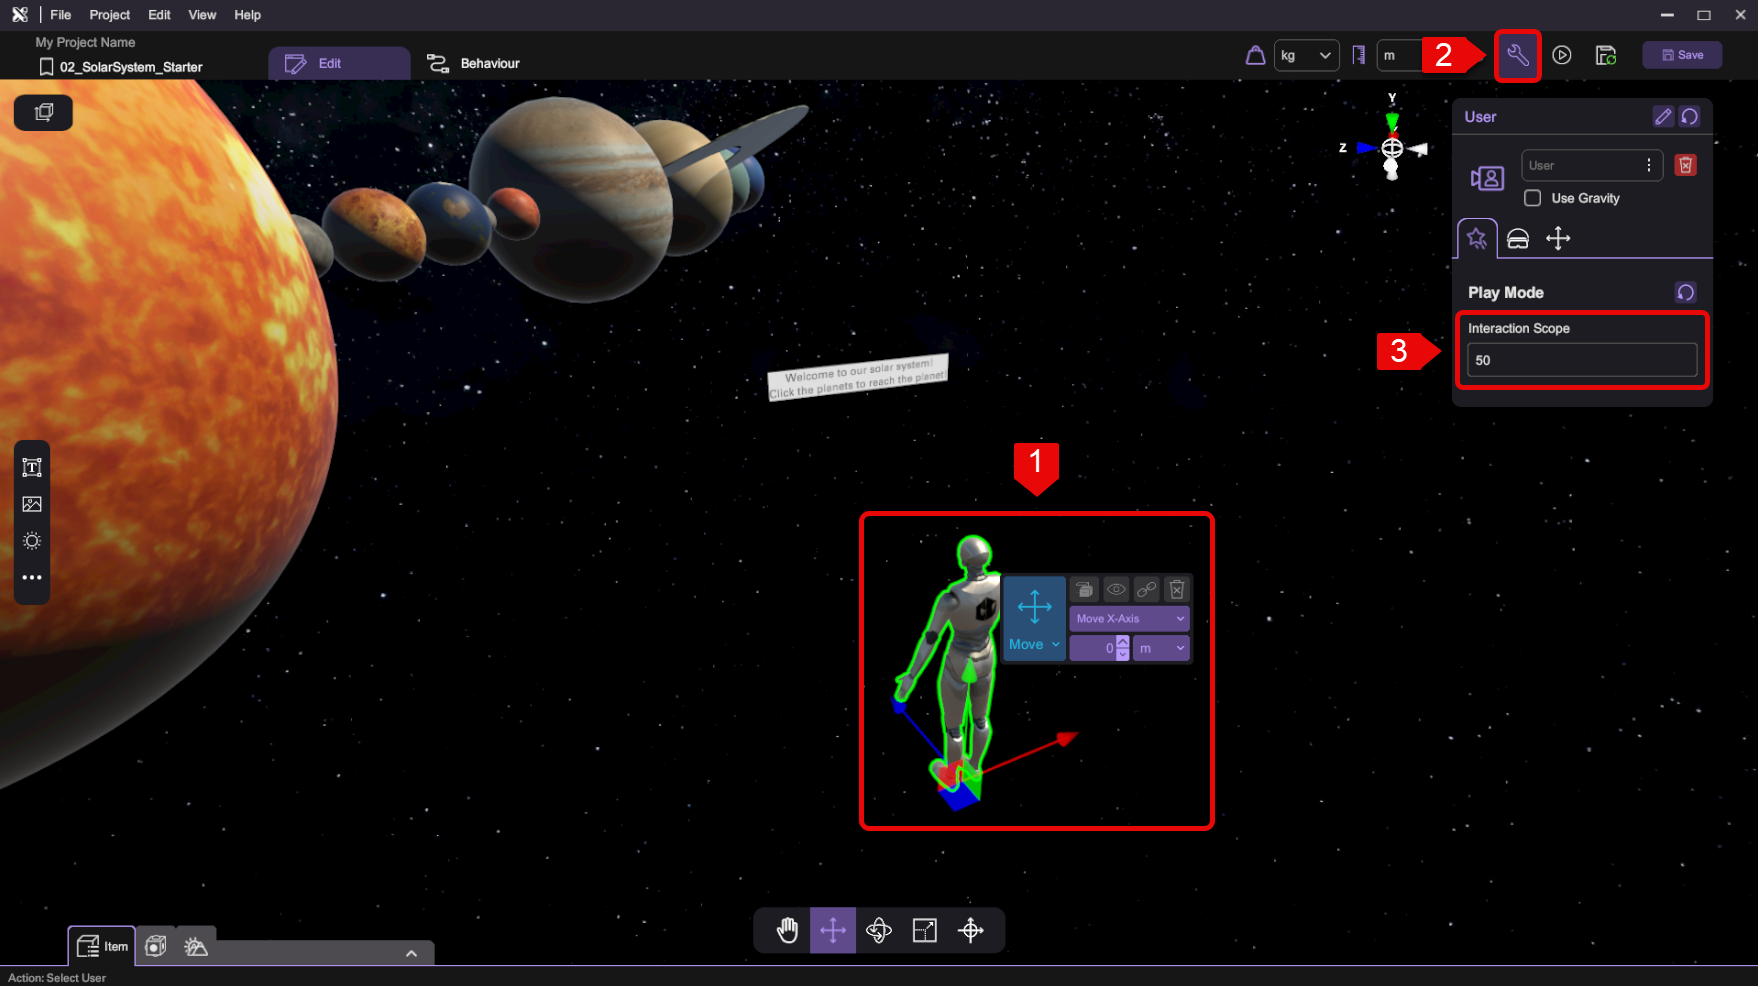 File Project Edit View Help
My Project Name
02_SolarSystem_Starter
Edit
Behaviour
kg
m
2
Save
Y
Z
User
User
Use Gravity
Play Mode
Interaction Scope
50
3
Welcome to our solar system!
Click the planets to reach the planet!
1
Move
Move X-Axis
0
m
T
Item
Action: Select User